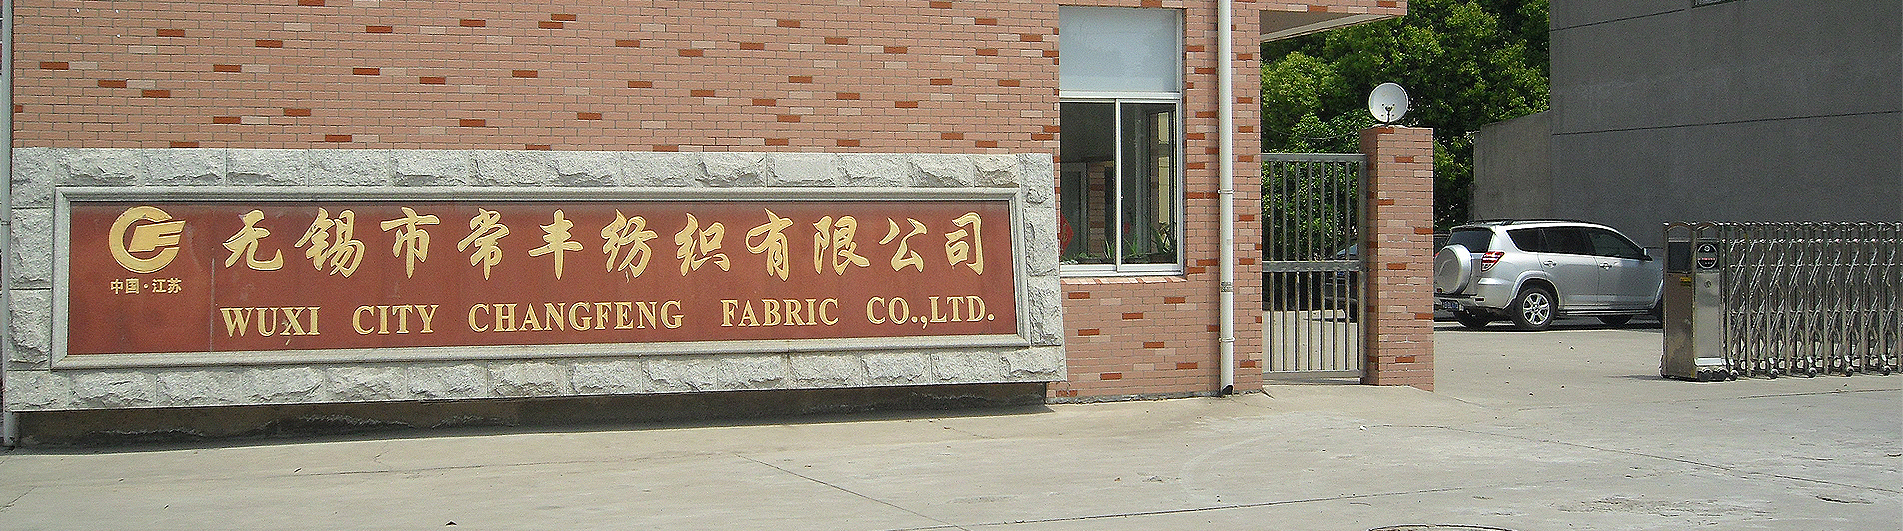 无锡市常丰纺织有限公司
中国·江苏
WUXI CITY CHANGFENG FABRIC CO.,LTD.